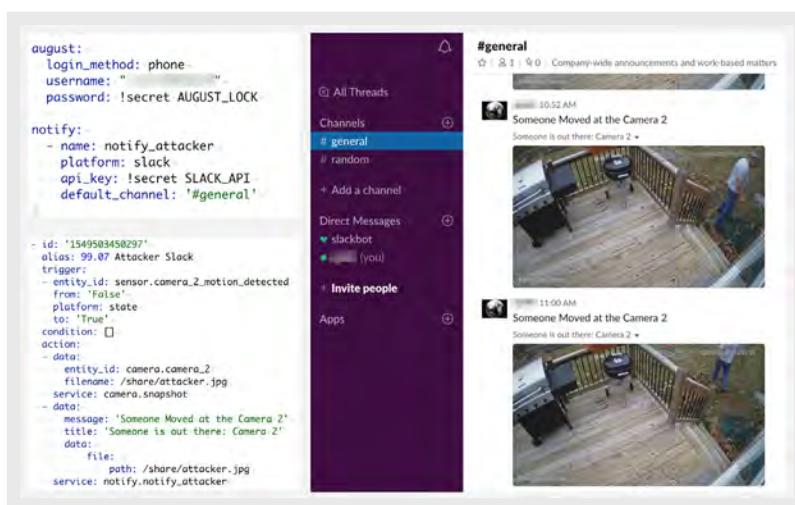 august:
login_method: phone
username: " "
password: !secret AUGUST_LOCK
notify:
- name: notify_attacker
platform: slack
api_key: !secret SLACK_API
default_channel: '#general'
- id: '1549503450297'
alias: 99.07 Attacker Slack
trigger:
- entity_id: sensor.camera_2_motion_detected
from: 'False'
platform: state
to: 'True'
condition: []
action:
- data:
entity_id: camera.camera_2
filename: /share/attacker.jpg
service: camera.snapshot
- data:
message: 'Someone Moved at the Camera 2'
title: 'Someone is out there: Camera 2'
data:
file:
path: /share/attacker.jpg
service: notify.notify_attacker
All Threads
Channels
# general
# random
+ Add a channel
Direct Messages
slackbot
(you)
+ Invite people
Apps
#general
1 | 0 | Company-wide announcements and work-based matters
10:52 AM
Someone Moved at the Camera 2
Someone is out there: Camera 2
11:00 AM
Someone Moved at the Camera 2
Someone is out there: Camera 2